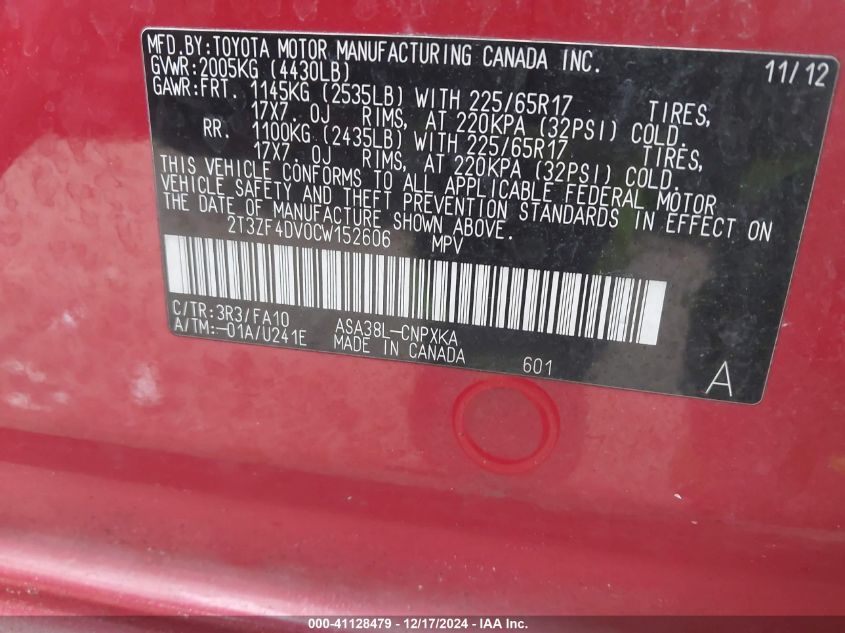 MFD.BY:TOYOTA MOTOR MANUFACTURING CANADA INC.
11/12
GVWR:2005KG (4430LB)
GAWR:FRT. 1145KG (2535LB) WITH 225/65R17 TIRES,
17X7. 0J RIMS, AT 220KPA (32PSI) COLD.
RR. 1100KG (2435LB) WITH 225/65R17 TIRES,
17X7. 0J RIMS, AT 220KPA (32PSI) COLD.
THIS VEHICLE CONFORMS TO ALL APPLICABLE FEDERAL MOTOR
VEHICLE SAFETY AND THEFT PREVENTION STANDARDS IN EFFECT ON
THE DATE OF MANUFACTURE SHOWN ABOVE.
2T3ZF4DV0CW152606 MPV
C/TR:3R3/FA10 ASA38L-CNPXKA
A/TM:-01A/U241E MADE IN CANADA
601
A
000-41128479 - 12/17/2024 - IAA Inc.